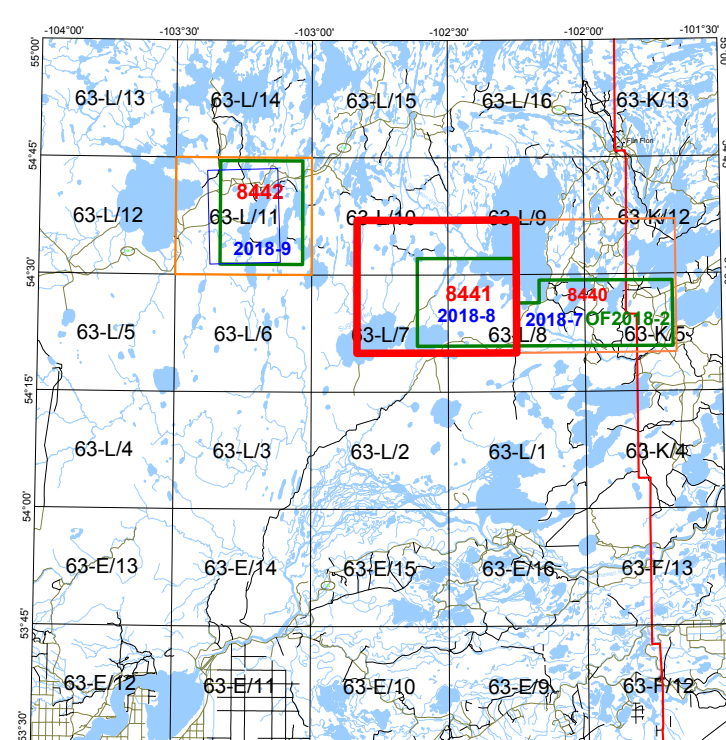 -104°00' -103°30' -103°00' -102°30' -102°00' -101°30'
55°00'
63-L/13 63-L/14 63-L/15 63-L/16 63-K/13
Flin Flon
54°45'
8442
63-L/12 63-L/11 63-L/10 63-L/9 63-K/12
2018-9
54°30'
8441 8440
2018-8 2018-7 OF2018-2
63-L/5 63-L/6 63-L/7 63-L/8 63-K/5
54°15'
63-L/4 63-L/3 63-L/2 63-L/1 63-K/4
54°00'
63-E/13 63-E/14 63-E/15 63-E/16 63-F/13
53°45'
63-E/12 63-E/11 63-E/10 63-E/9 63-F/12
53°30'